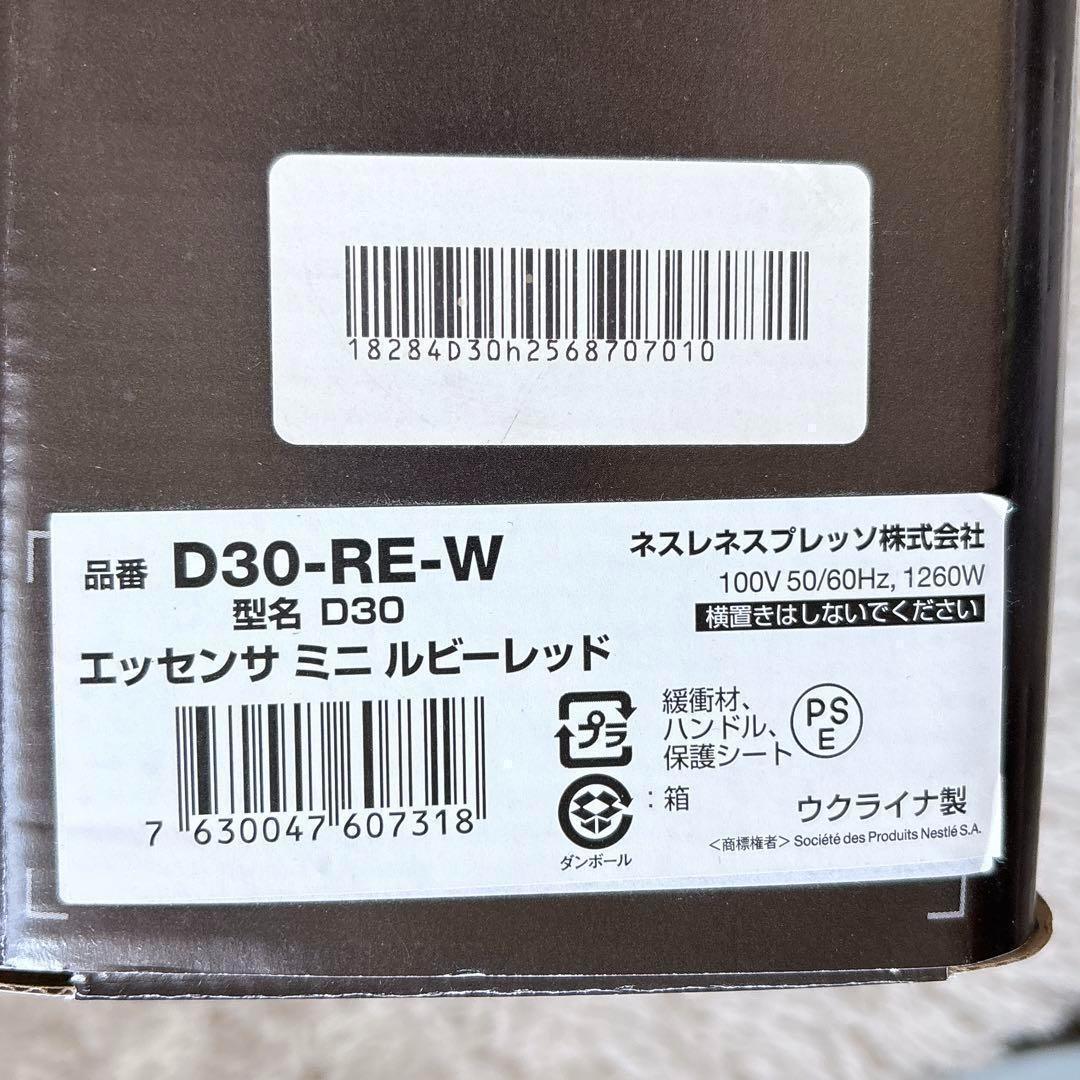 18284D30h2568707010
品番 D30-RE-W
型名 D30
エッセンサ ミニ ルビーレッド
7 630047 607318
ネスレネスプレッソ株式会社
100V 50/60Hz, 1260W
横置きはしないでください
プラ
緩衝材、
ハンドル、
保護シート
PS
E
：箱
ダンボール
ウクライナ製
＜商標権者＞ Société des Produits Nestlé S.A.